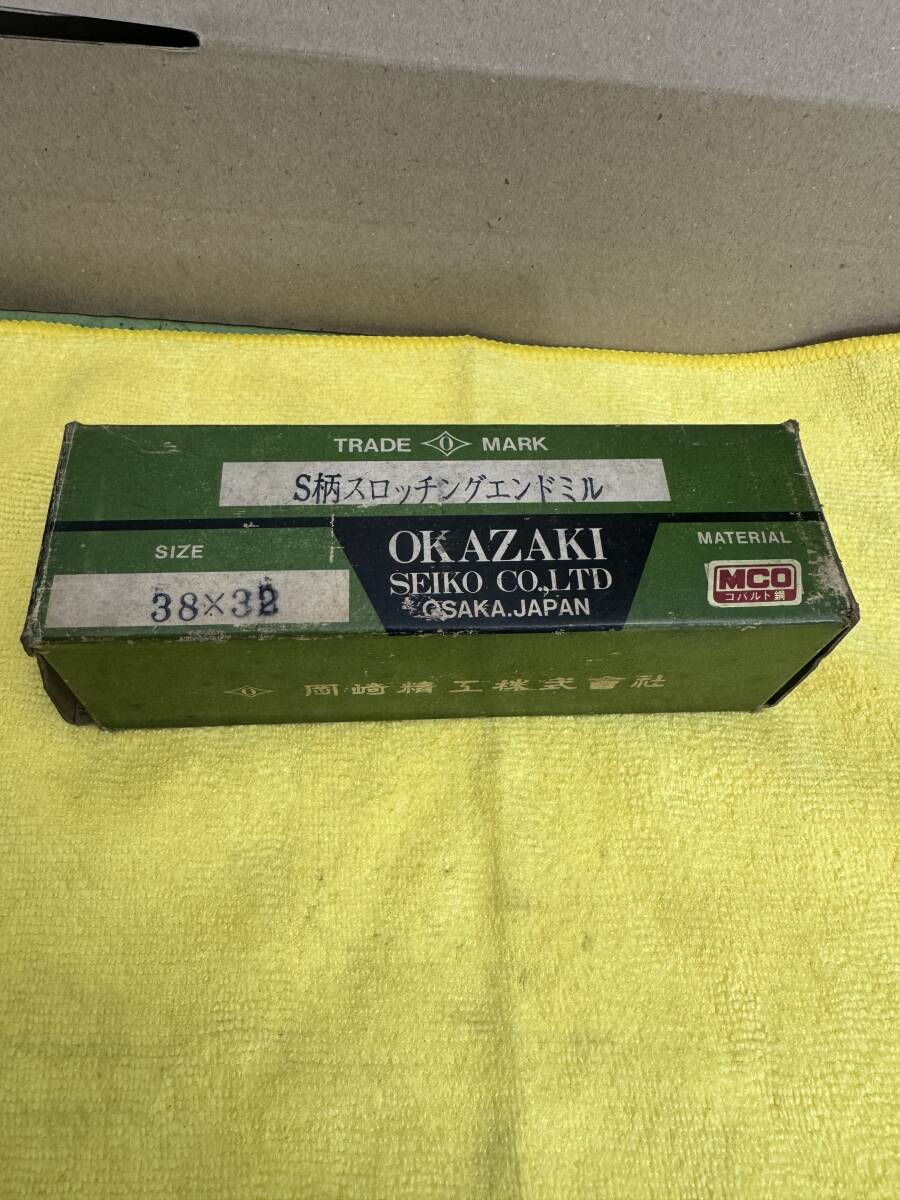 TRADE O MARK
S柄スロッチングエンドミル
SIZE
38×32
OKAZAKI
SEIKO CO.,LTD
OSAKA.JAPAN
MATERIAL
MCO
コバルト鋼
O 岡崎精工株式會社